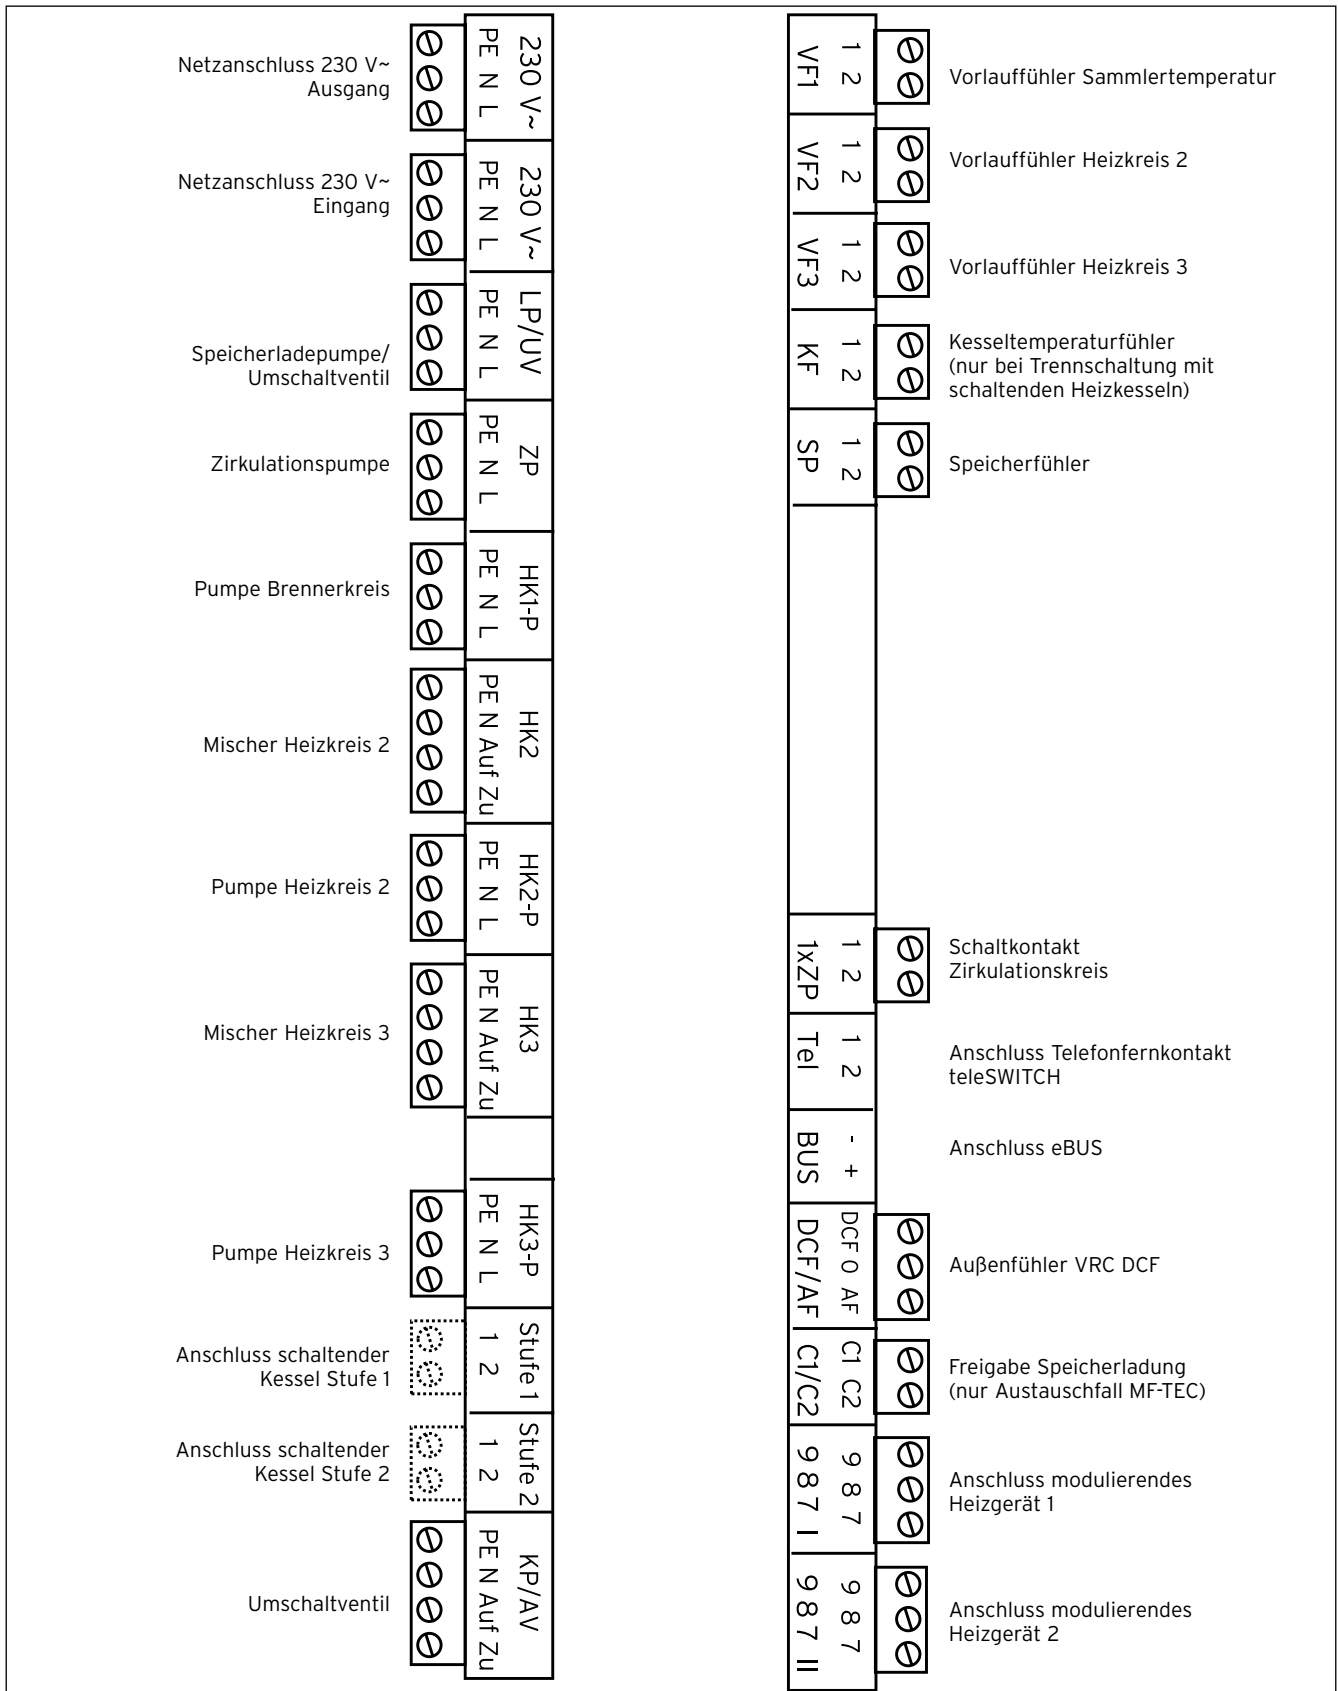 Netzanschluss 230 V~
Ausgang
PE N L
230 V~
Netzanschluss 230 V~
Eingang
PE N L
230 V~
Speicherladepumpe/
Umschaltventil
PE N L
LP/UV
Zirkulationspumpe
PE N L
ZP
Pumpe Brennerkreis
PE N L
HK1-P
Mischer Heizkreis 2
PE N Auf Zu
HK2
Pumpe Heizkreis 2
PE N L
HK2-P
Mischer Heizkreis 3
PE N Auf Zu
HK3
Pumpe Heizkreis 3
PE N L
HK3-P
Anschluss schaltender
Kessel Stufe 1
1 2
Stufe 1
Anschluss schaltender
Kessel Stufe 2
1 2
Stufe 2
Umschaltventil
PE N Auf Zu
KP/AV
VF1
1 2
Vorlauffühler Sammlertemperatur
VF2
1 2
Vorlauffühler Heizkreis 2
VF3
1 2
Vorlauffühler Heizkreis 3
KF
1 2
Kesseltemperaturfühler
(nur bei Trennschaltung mit
schaltenden Heizkesseln)
SP
1 2
Speicherfühler
1xZP
1 2
Schaltkontakt
Zirkulationskreis
Tel
1 2
Anschluss Telefonfernkontakt
teleSWITCH
BUS
- +
Anschluss eBUS
DCF/AF
DCF O AF
Außenfühler VRC DCF
C1/C2
C1 C2
Freigabe Speicherladung
(nur Austauschfall MF-TEC)
9 8 7 I
9 8 7
Anschluss modulierendes
Heizgerät 1
9 8 7 II
9 8 7
Anschluss modulierendes
Heizgerät 2